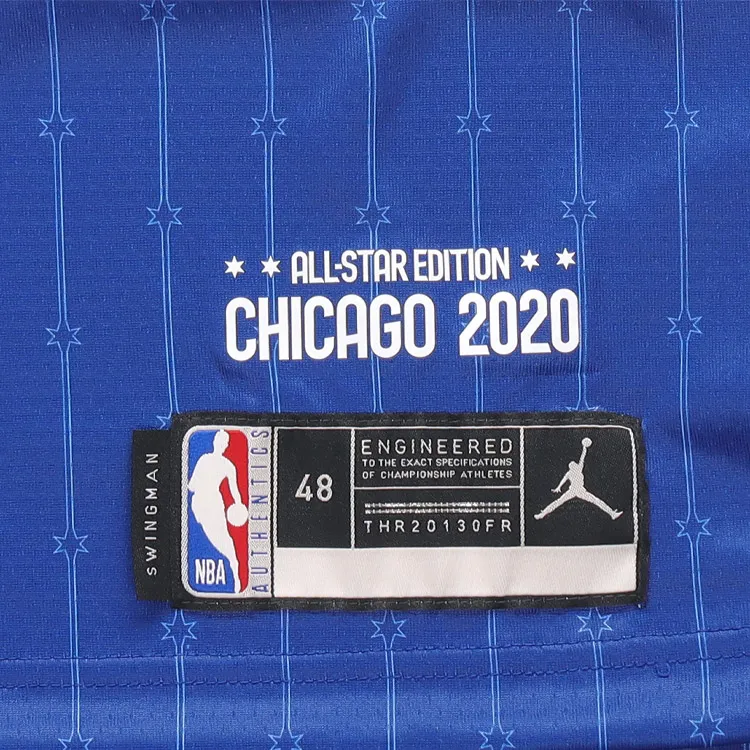 ALL-STAR EDITION
CHICAGO 2020
SWINGMAN
NBA
AUTHENTICS
48
ENGINEERED
TO THE EXACT SPECIFICATIONS
OF CHAMPIONSHIP ATHLETES
THR20130FR